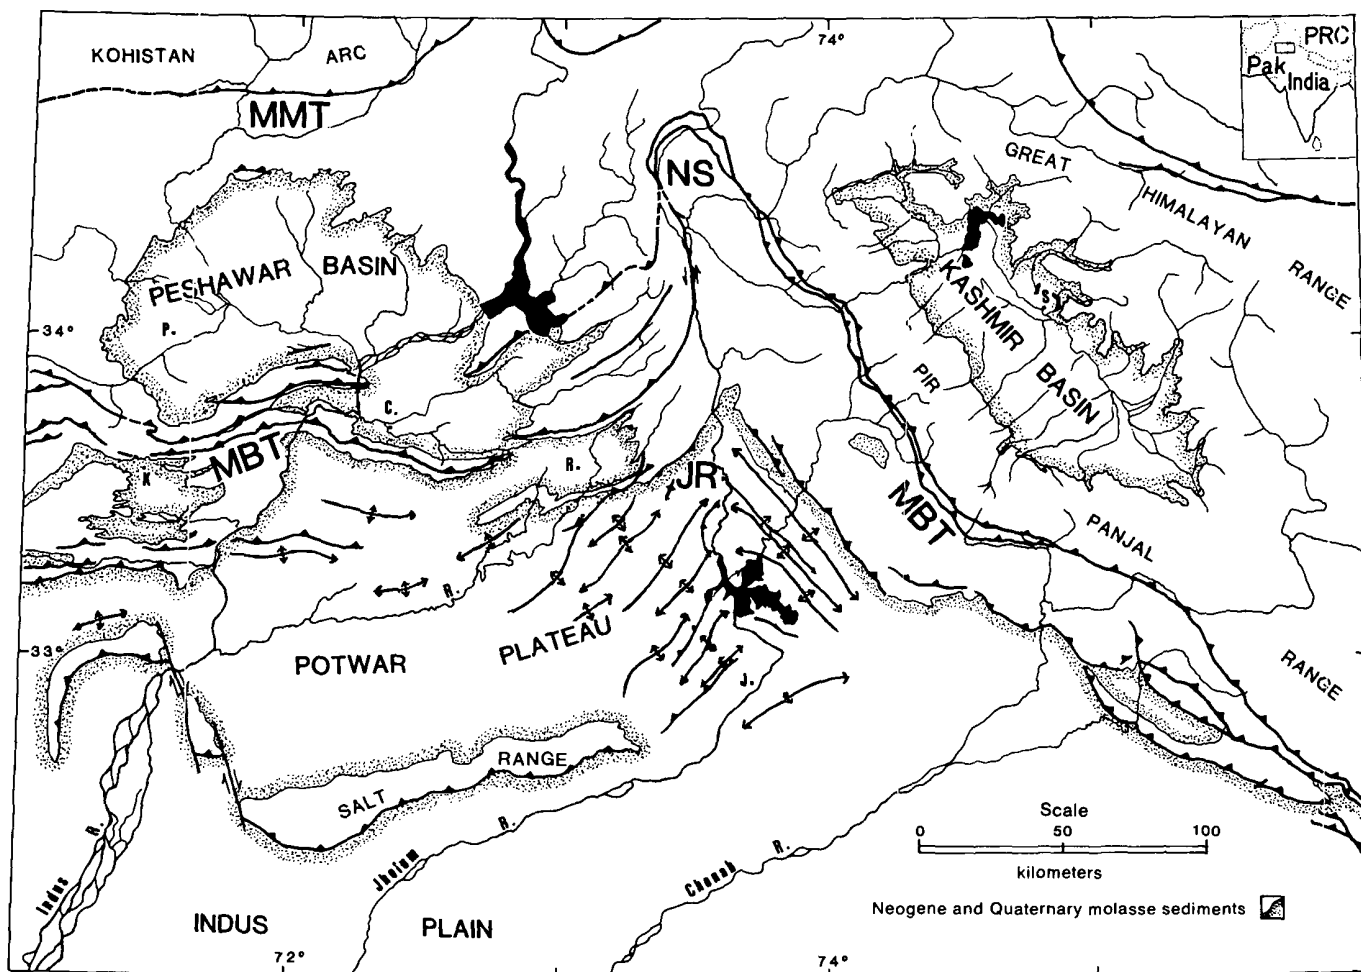 74°
KOHISTAN ARC
MMT
PRC
Pak
India
NS
GREAT
HIMALAYAN
RANGE
PESHAWAR BASIN
P.
34°
KASHMIR
BASIN
S
PIR
C.
MBT
K
R.
JR
MBT
PANJAL
RANGE
R.
33°
POTWAR PLATEAU
J.
RANGE
SALT
Scale
0 50 100
kilometers
Jhelum R.
Chenab R.
Indus R.
Neogene and Quaternary molasse sediments
INDUS PLAIN
72°
74°